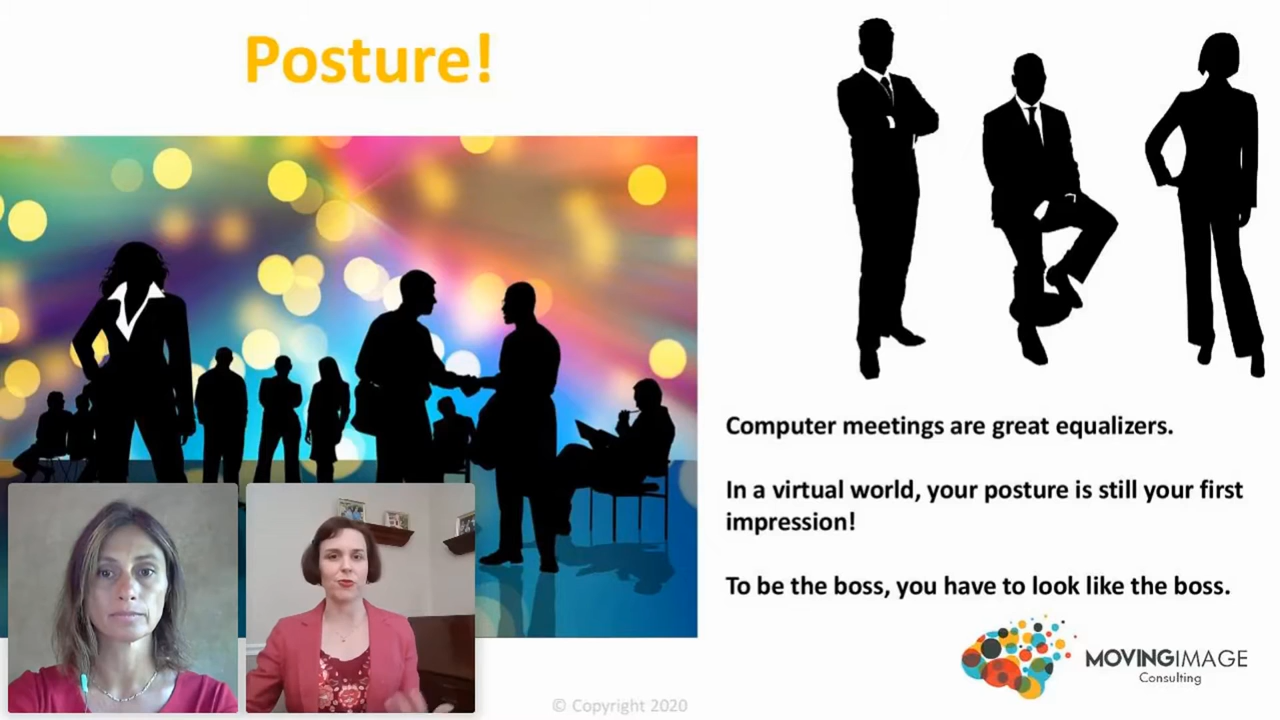 Posture!
Computer meetings are great equalizers.
In a virtual world, your posture is still your first
impression!
To be the boss, you have to look like the boss.
MOVINGIMAGE
Consulting
© Copyright 2020